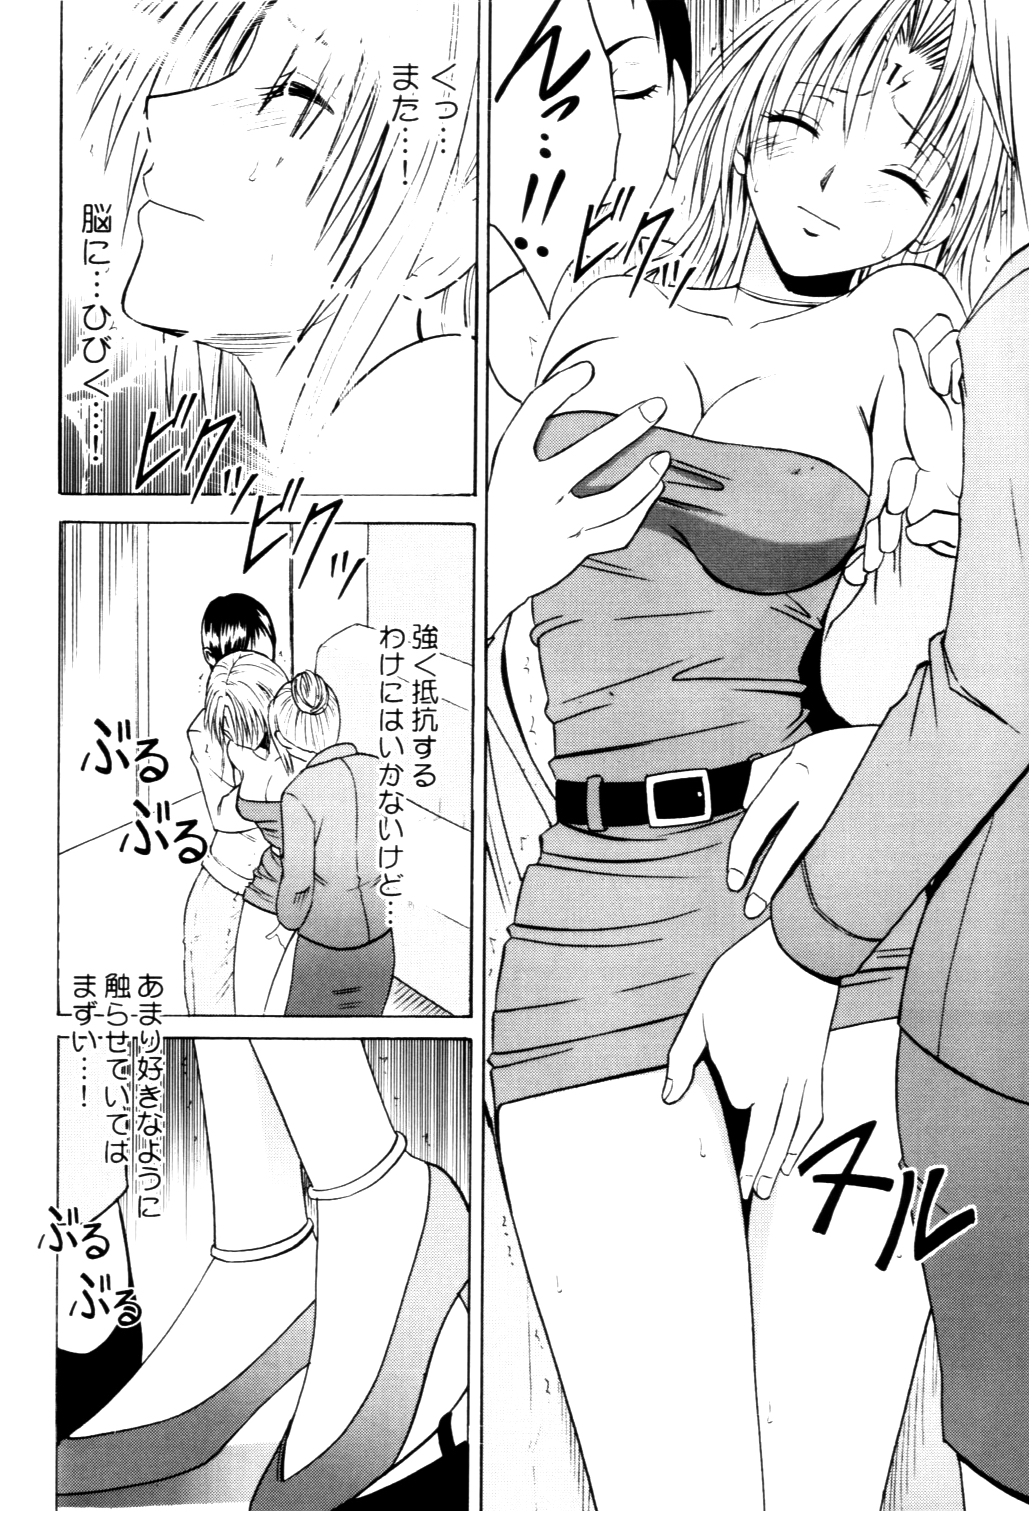 んっ…!!
ビクッ
ヌル
くっ…
また…!
脳に…ひびく…!
ビクッ
ビクッ
強く抵抗する
わけにはいかないけど…
ぶる
ぶる
あまり好きなように
触らせていては
まずい…!
ぶる
ぶる